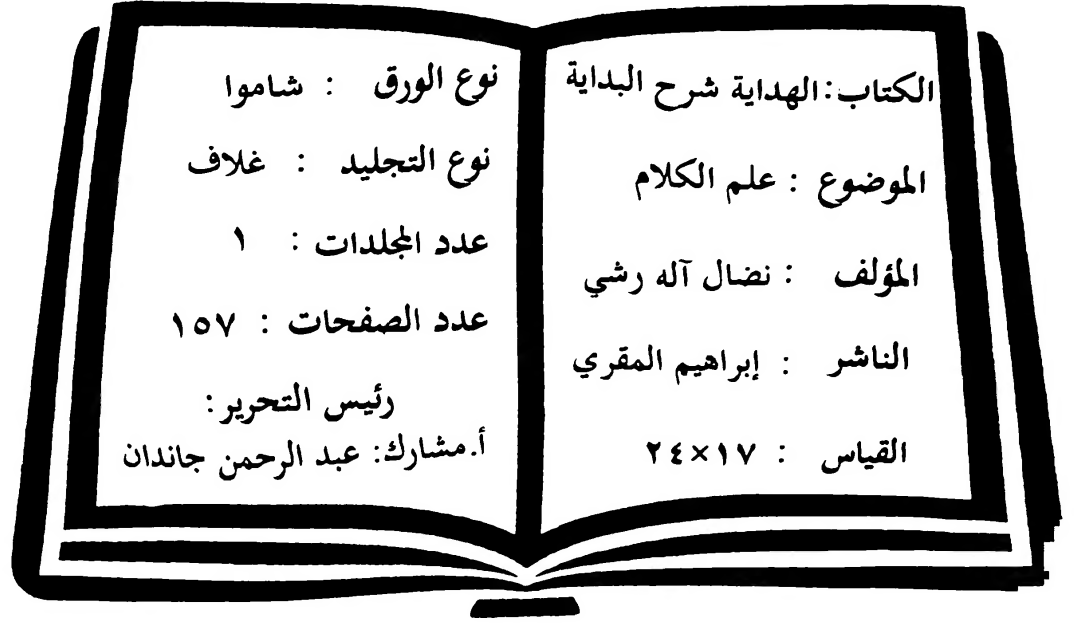 الكتاب: الهداية شرح البداية
الموضوع : علم الكلام
المؤلف : نضال آله رشي
الناشر : إبراهيم المقري
القياس : ١٧×٢٤
نوع الورق : شاموا
نوع التجليد : غلاف
عدد المجلدات : ١
عدد الصفحات : ١٥٧
رئيس التحرير:
أ.مشارك: عبد الرحمن جاندان